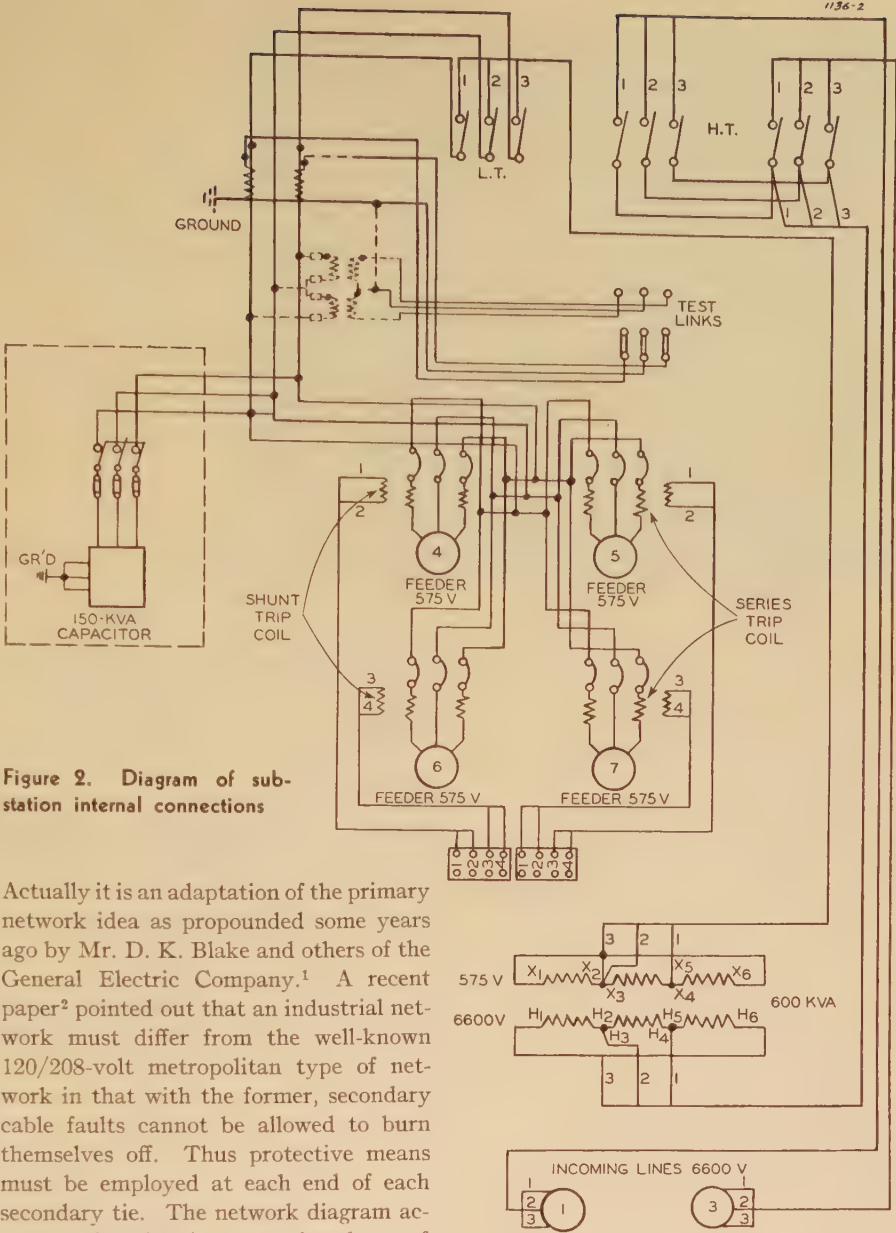 1136-2
1 2 3
L.T.
1 2 3
H.T.
1 2 3
1 2 3
GROUND
TEST
LINKS
GR'D
150-KVA
CAPACITOR
1
2
4
FEEDER
575 V
5
FEEDER
575 V
1
2
SHUNT
TRIP
COIL
SERIES
TRIP
COIL
3
4
6
FEEDER 575 V
7
FEEDER 575 V
3
4
1 2 3 4
1 2 3 4
Figure 2. Diagram of sub-
station internal connections
Actually it is an adaptation of the primary
network idea as propounded some years
ago by Mr. D. K. Blake and others of the
General Electric Company.¹ A recent
paper² pointed out that an industrial net-
work must differ from the well-known
120/208-volt metropolitan type of net-
work in that with the former, secondary
cable faults cannot be allowed to burn
themselves off. Thus protective means
must be employed at each end of each
secondary tie. The network diagram ac-
3 2 1
575 V X1 X2 X3 X5 X4 X6
600 KVA
6600V H1 H2 H3 H5 H4 H6
3 2 1
INCOMING LINES 6600 V
1
2
3
1
3
1
2
3